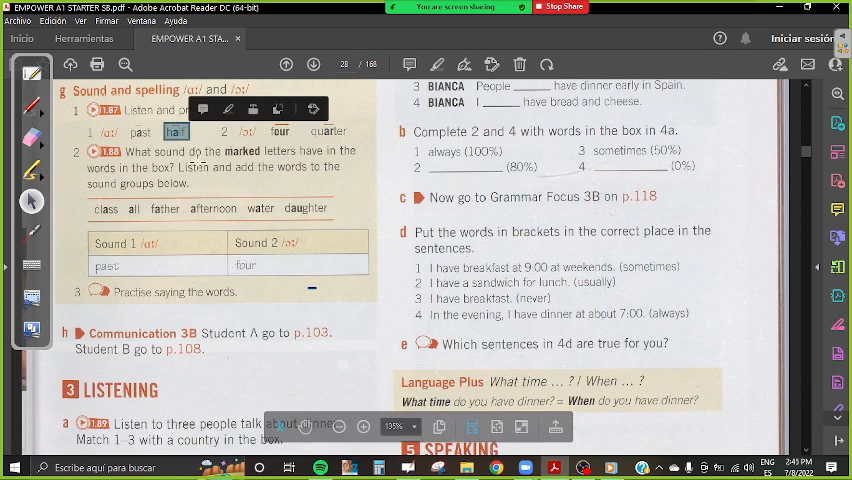 EMPOWER A1 STARTER SB.pdf - Adobe Acrobat Reader DC (64-bit)
You are screen sharing
Stop Share
Archivo Edición Ver Firmar Ventana Ayuda
Inicio Herramientas EMPOWER A1 STARTER ... × Iniciar sesión
28 / 168
g Sound and spelling /ɑː/ and /ɔː/
1 1.87 Listen and
1 /ɑː/ past half 2 /ɔː/ four quarter
2 1.88 What sound do the marked letters have in the
words in the box? Listen and add the words to the
sound groups below.
class all father afternoon water daughter
Sound 1 /ɑː/ Sound 2 /ɔː/
past four
3 Practise saying the words.
h Communication 3B Student A go to p.103.
Student B go to p.108.
3 LISTENING
a 1.89 Listen to three people talk about dinner.
Match 1–3 with a country in the box.
3 BIANCA People ____ have dinner early in Spain.
4 BIANCA I ____ have bread and cheese.
b Complete 2 and 4 with words in the box in 4a.
1 always (100%) 3 sometimes (50%)
2 ____ (80%) 4 ____ (0%)
c Now go to Grammar Focus 3B on p.118
d Put the words in brackets in the correct place in the
sentences.
1 I have breakfast at 9:00 at weekends. (sometimes)
2 I have a sandwich for lunch. (usually)
3 I have breakfast. (never)
4 In the evening, I have dinner at about 7:00. (always)
e Which sentences in 4d are true for you?
Language Plus What time … ? / When … ?
What time do you have dinner? = When do you have dinner?
5 SPEAKING
105%
Escribe aquí para buscar
ENG
ES
2:45 PM
7/8/2022